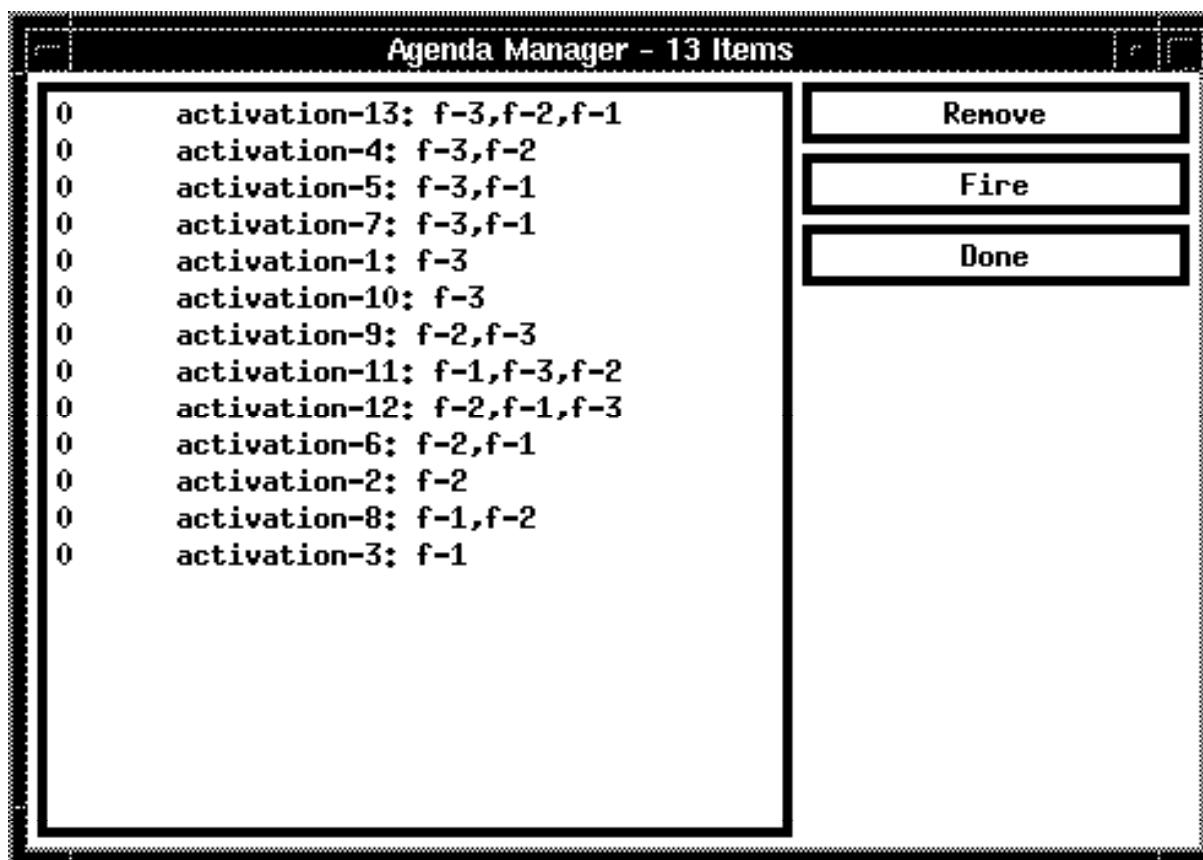 Agenda Manager - 13 Items
0 activation-13: f-3,f-2,f-1
0 activation-4: f-3,f-2
0 activation-5: f-3,f-1
0 activation-7: f-3,f-1
0 activation-1: f-3
0 activation-10: f-3
0 activation-9: f-2,f-3
0 activation-11: f-1,f-3,f-2
0 activation-12: f-2,f-1,f-3
0 activation-6: f-2,f-1
0 activation-2: f-2
0 activation-8: f-1,f-2
0 activation-3: f-1
Remove
Fire
Done